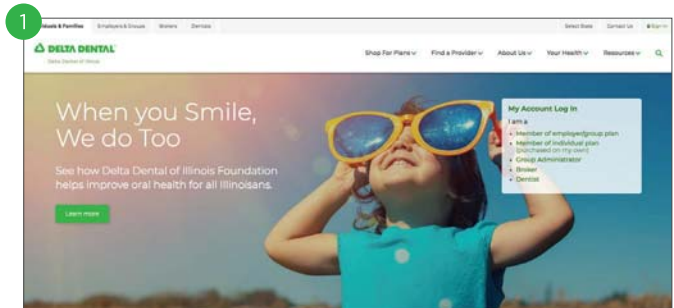 1
Individuals & Families Employers & Groups Brokers Dentists Select State Contact Us Sign In
DELTA DENTAL
Delta Dental of Illinois
Shop For Plans Find a Provider About Us Your Health Resources
When you Smile,
We do Too
See how Delta Dental of Illinois Foundation
helps improve oral health for all Illinoisans.
Learn more
My Account Log In
I am a
Member of employer/group plan
Member of individual plan
(purchased on my own)
Group Administrator
Broker
Dentist